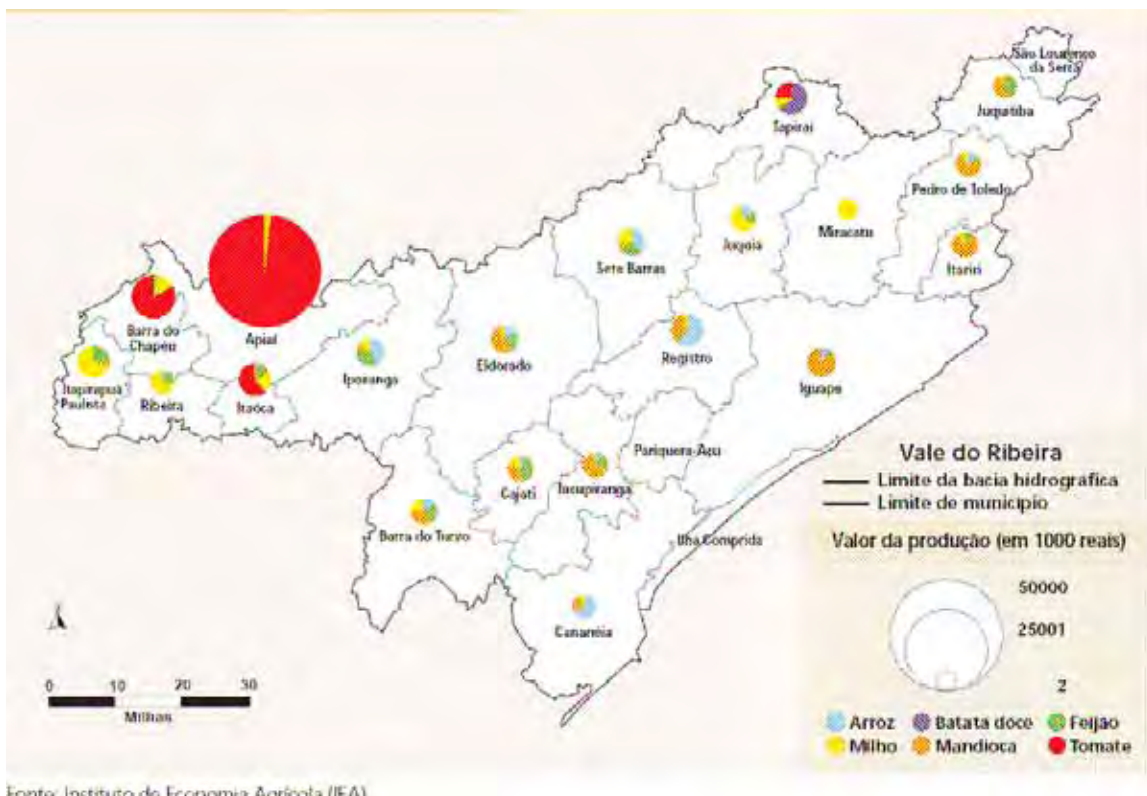 São Lourenço
da Serra
Juquitiba
Tapiraí
Pedro de Toledo
Juquiá
Miracatu
Itariri
Sete Barras
Barra do
Chapéu
Apiaí
Iporanga
Eldorado
Registro
Iguape
Itapirapuã
Paulista
Ribeira
Itaóca
Pariquera-Açu
Cajati
Jacupiranga
Barra do Turvo
Ilha Comprida
Cananéia
Vale do Ribeira
Limite da bacia hidrográfica
Limite de município
Valor da produção (em 1000 reais)
50000
25001
2
Arroz
Batata doce
Feijão
Milho
Mandioca
Tomate
0 10 20 30
Milhas
Fonte: Instituto de Economia Agrícola (IEA)